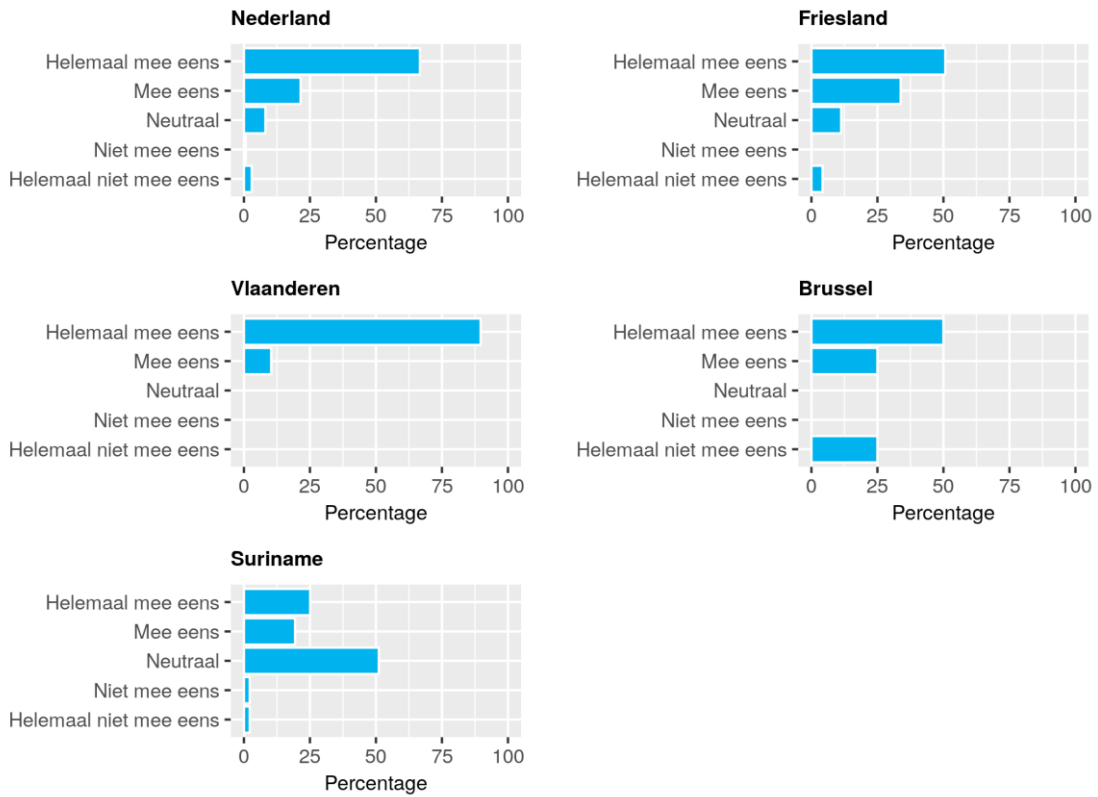 Nederland
Helemaal mee eens
Mee eens
Neutraal
Niet mee eens
Helemaal niet mee eens
0 25 50 75 100
Percentage
Friesland
Helemaal mee eens
Mee eens
Neutraal
Niet mee eens
Helemaal niet mee eens
0 25 50 75 100
Percentage
Vlaanderen
Helemaal mee eens
Mee eens
Neutraal
Niet mee eens
Helemaal niet mee eens
0 25 50 75 100
Percentage
Brussel
Helemaal mee eens
Mee eens
Neutraal
Niet mee eens
Helemaal niet mee eens
0 25 50 75 100
Percentage
Suriname
Helemaal mee eens
Mee eens
Neutraal
Niet mee eens
Helemaal niet mee eens
0 25 50 75 100
Percentage